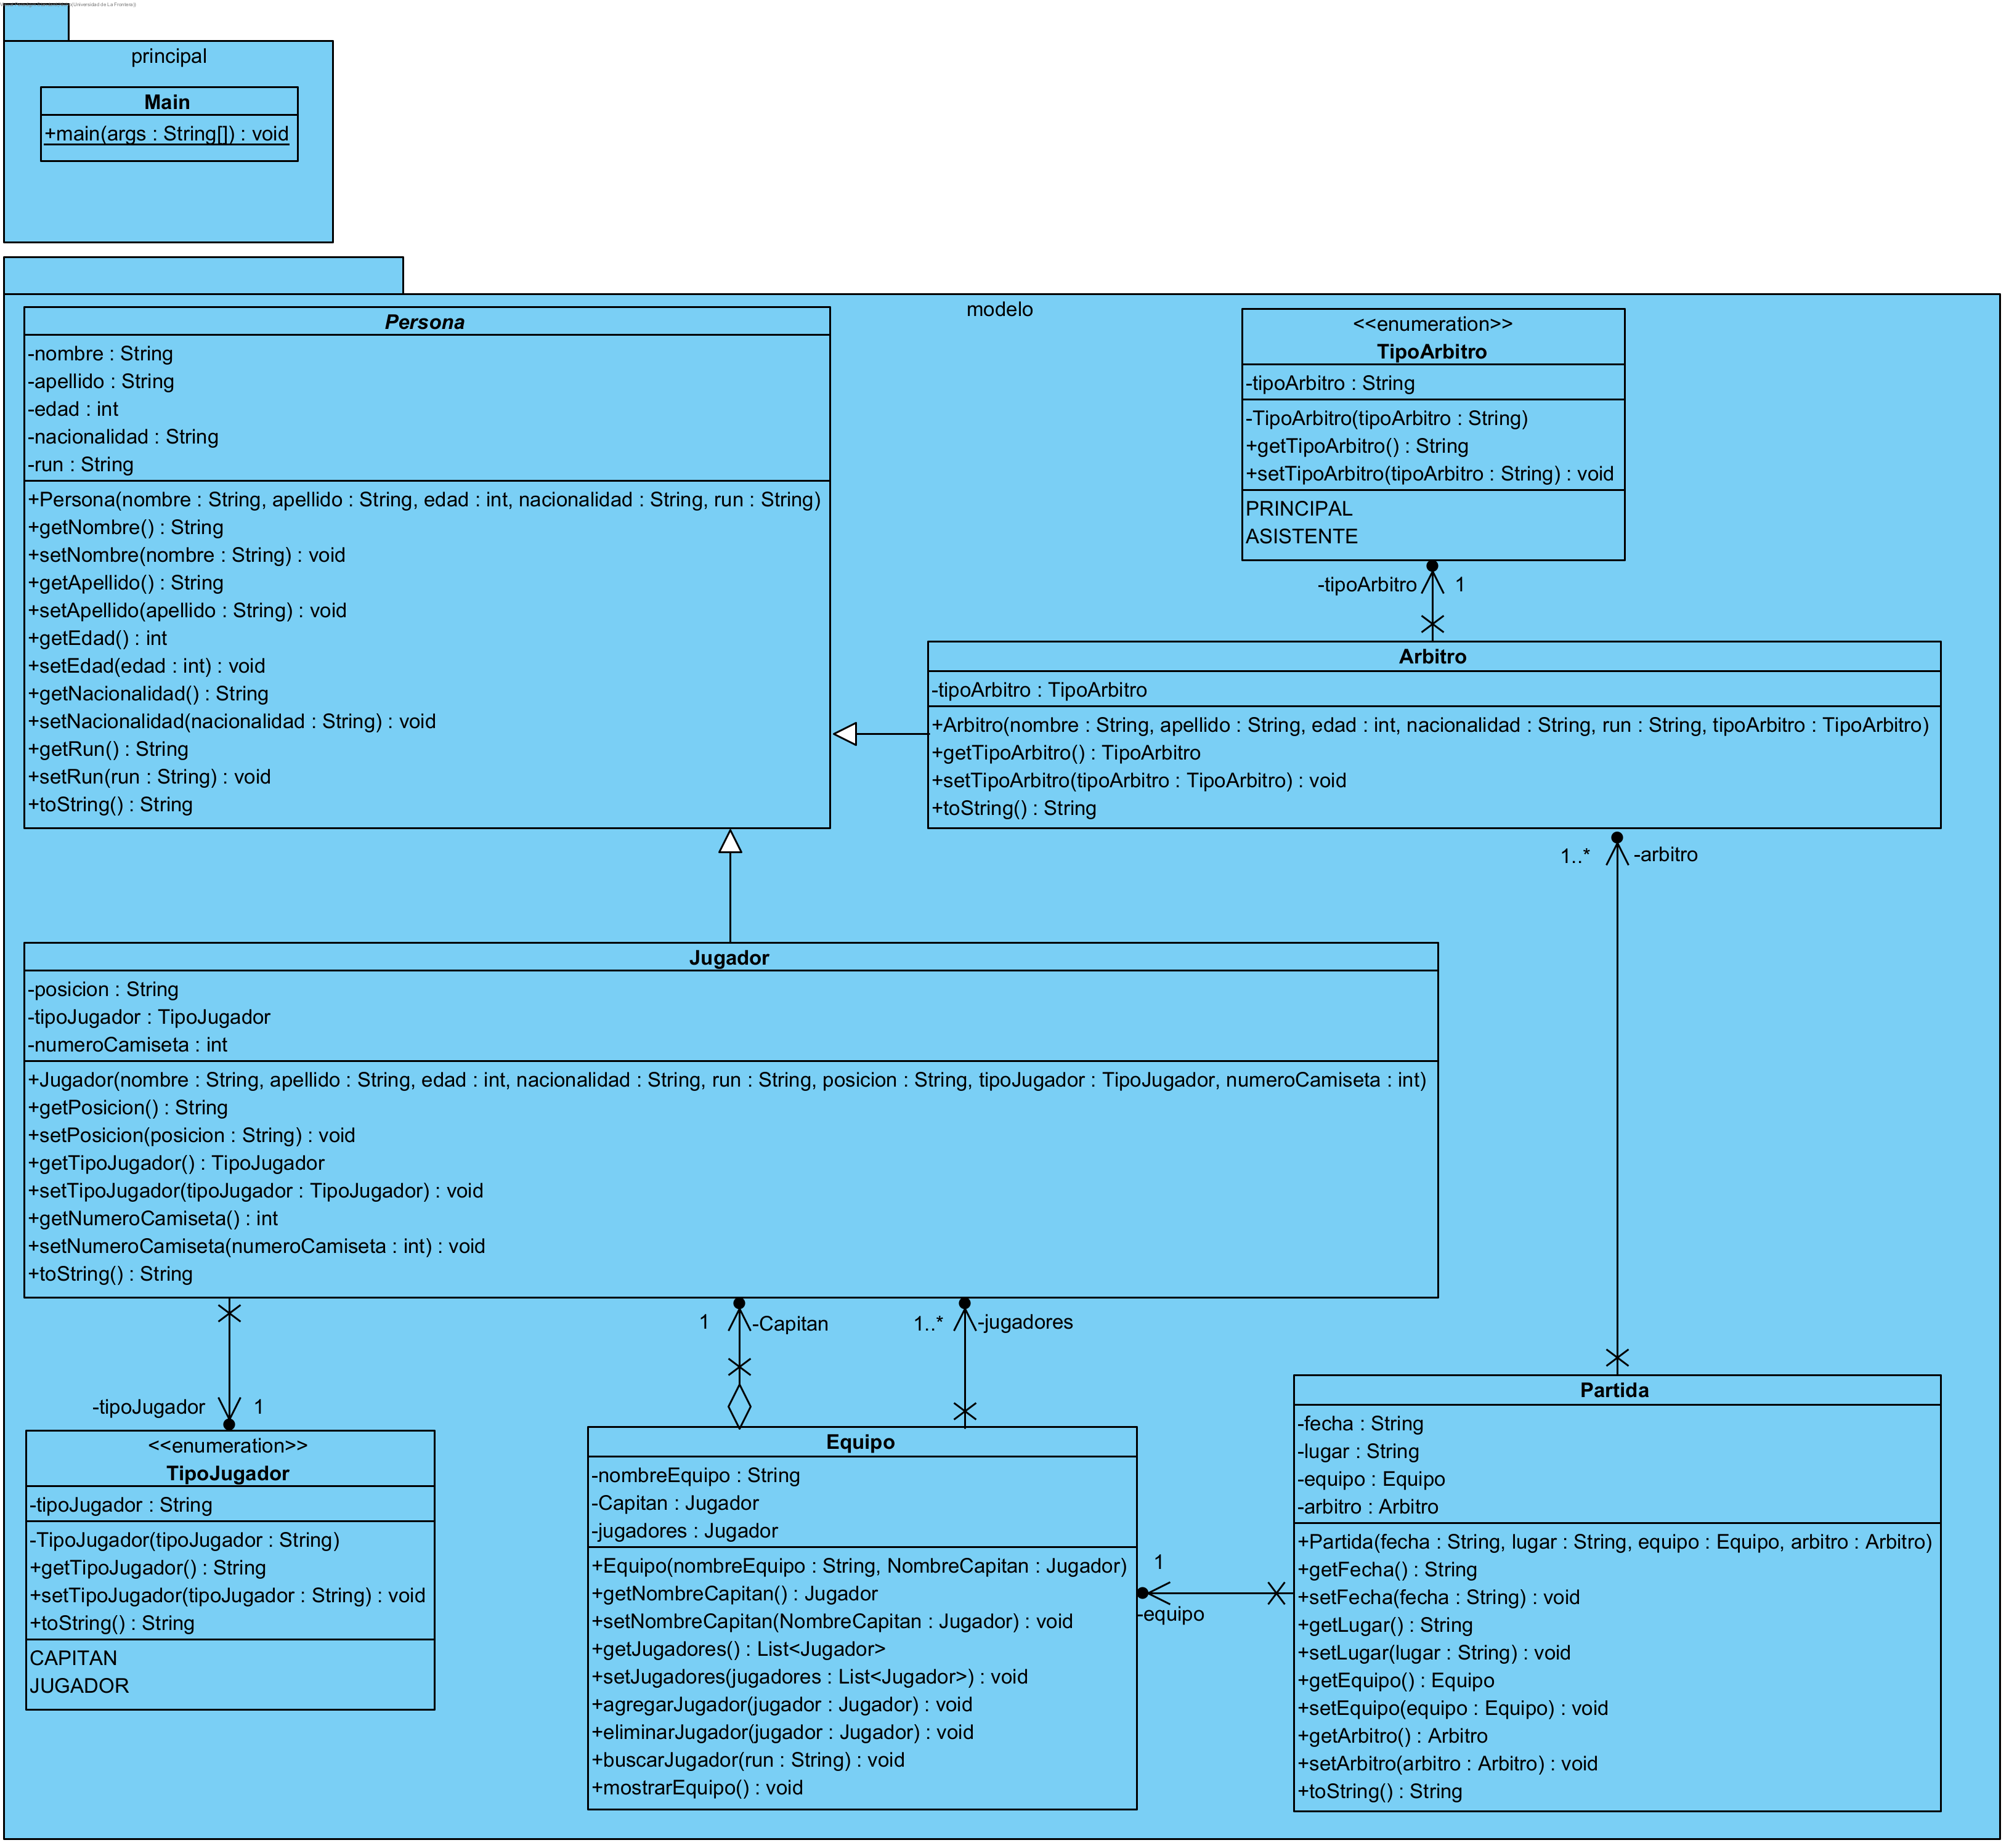 principal
Main
+main(args : String[]) : void
modelo
Persona
-nombre : String
-apellido : String
-edad : int
-nacionalidad : String
-run : String
+Persona(nombre : String, apellido : String, edad : int, nacionalidad : String, run : String)
+getNombre() : String
+setNombre(nombre : String) : void
+getApellido() : String
+setApellido(apellido : String) : void
+getEdad() : int
+setEdad(edad : int) : void
+getNacionalidad() : String
+setNacionalidad(nacionalidad : String) : void
+getRun() : String
+setRun(run : String) : void
+toString() : String
<<enumeration>>
TipoArbitro
-tipoArbitro : String
-TipoArbitro(tipoArbitro : String)
+getTipoArbitro() : String
+setTipoArbitro(tipoArbitro : String) : void
PRINCIPAL
ASISTENTE
-tipoArbitro
1
Arbitro
-tipoArbitro : TipoArbitro
+Arbitro(nombre : String, apellido : String, edad : int, nacionalidad : String, run : String, tipoArbitro : TipoArbitro)
+getTipoArbitro() : TipoArbitro
+setTipoArbitro(tipoArbitro : TipoArbitro) : void
+toString() : String
1..*
-arbitro
Jugador
-posicion : String
-tipoJugador : TipoJugador
-numeroCamiseta : int
+Jugador(nombre : String, apellido : String, edad : int, nacionalidad : String, run : String, posicion : String, tipoJugador : TipoJugador, numeroCamiseta : int)
+getPosicion() : String
+setPosicion(posicion : String) : void
+getTipoJugador() : TipoJugador
+setTipoJugador(tipoJugador : TipoJugador) : void
+getNumeroCamiseta() : int
+setNumeroCamiseta(numeroCamiseta : int) : void
+toString() : String
1
-Capitan
1..*
-jugadores
-tipoJugador
1
<<enumeration>>
TipoJugador
-tipoJugador : String
-TipoJugador(tipoJugador : String)
+getTipoJugador() : String
+setTipoJugador(tipoJugador : String) : void
+toString() : String
CAPITAN
JUGADOR
Equipo
-nombreEquipo : String
-Capitan : Jugador
-jugadores : Jugador
+Equipo(nombreEquipo : String, NombreCapitan : Jugador)
+getNombreCapitan() : Jugador
+setNombreCapitan(NombreCapitan : Jugador) : void
+getJugadores() : List<Jugador>
+setJugadores(jugadores : List<Jugador>) : void
+agregarJugador(jugador : Jugador) : void
+eliminarJugador(jugador : Jugador) : void
+buscarJugador(run : String) : void
+mostrarEquipo() : void
1
-equipo
Partida
-fecha : String
-lugar : String
-equipo : Equipo
-arbitro : Arbitro
+Partida(fecha : String, lugar : String, equipo : Equipo, arbitro : Arbitro)
+getFecha() : String
+setFecha(fecha : String) : void
+getLugar() : String
+setLugar(lugar : String) : void
+getEquipo() : Equipo
+setEquipo(equipo : Equipo) : void
+getArbitro() : Arbitro
+setArbitro(arbitro : Arbitro) : void
+toString() : String